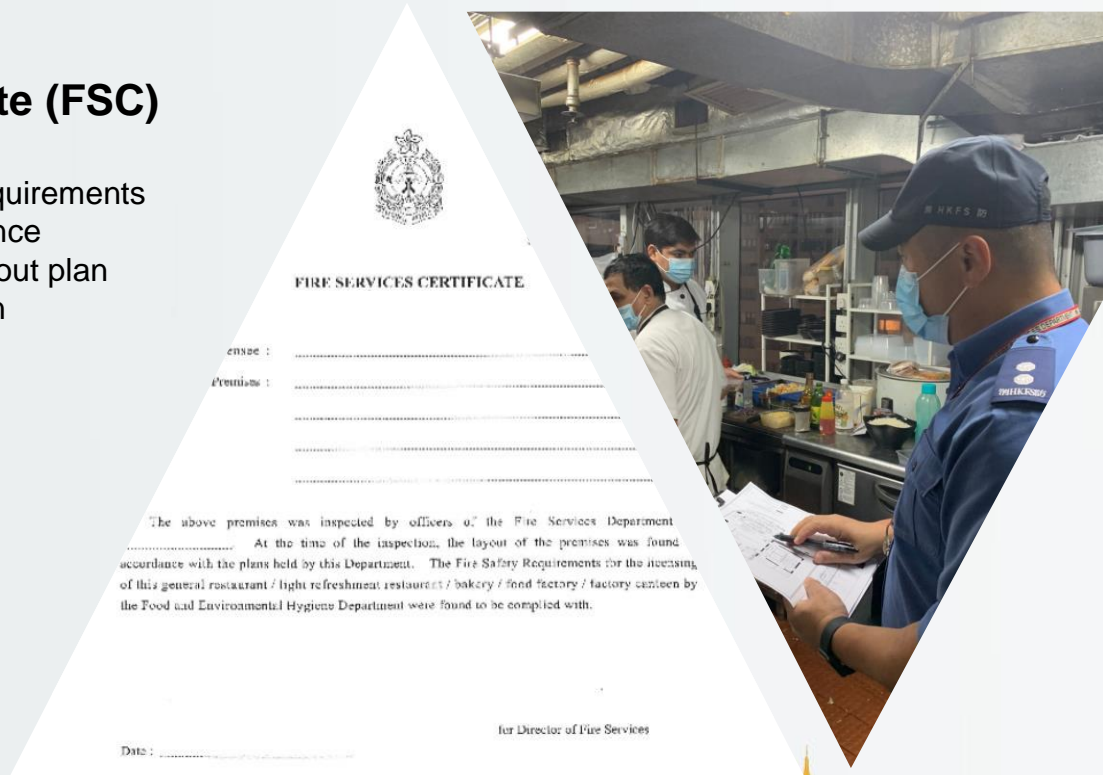 te (FSC)
quirements
nce
out plan
n
FIRE SERVICES CERTIFICATE
ensee :
Premises :
The above premises was inspected by officers of the Fire Services Department
At the time of the inspection, the layout of the premises was found
accordance with the plans held by this Department. The Fire Safety Requirements for the licensing
of this general restaurant / light refreshment restaurant / bakery / food factory / factory canteen by
the Food and Environmental Hygiene Department were found to be complied with.
for Director of Fire Services
Date :
HKFS 防